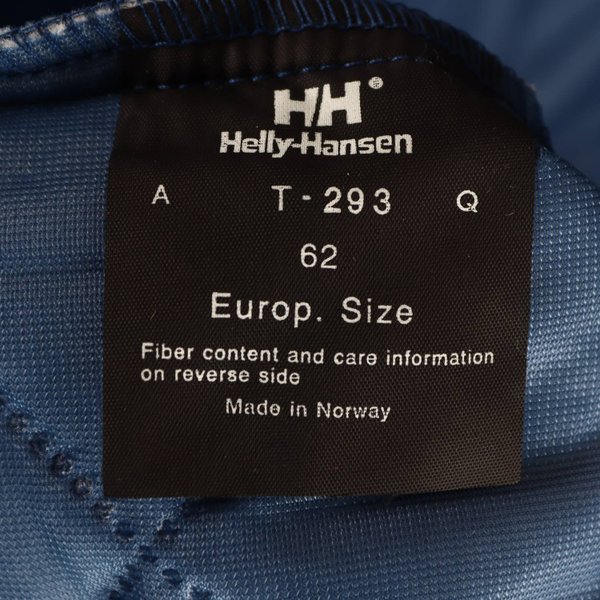 HH®
Helly-Hansen
A T-293 Q
62
Europ. Size
Fiber content and care information
on reverse side
Made in Norway